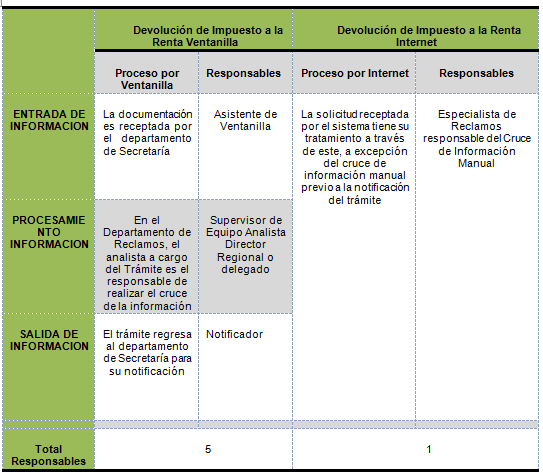 Devolución de Impuesto a la
Renta Ventanilla
Devolución de Impuesto a la Renta
Internet
Proceso por
Ventanilla
Responsables
Proceso por Internet
Responsables
ENTRADA DE
INFORMACION
La documentación
es receptada por
el departamento
de Secretaría
Asistente de
Ventanilla
La solicitud receptada
por el sistema tiene su
tratamiento a través
de este, a excepción
del cruce de
información manual
previo a la notificación
del trámite
Especialista de
Reclamos
responsable del Cruce
de Información
Manual
PROCESAMIE
NTO
INFORMACION
En el
Departamento de
Reclamos, el
analista a cargo
del Trámite es el
responsable de
realizar el cruce
de la información
Supervisor de
Equipo Analista
Director
Regional o
delegado
SALIDA DE
INFORMACION
El trámite regresa
al departamento
de Secretaría para
su notificación
Notificador
Total
Responsables
5
1